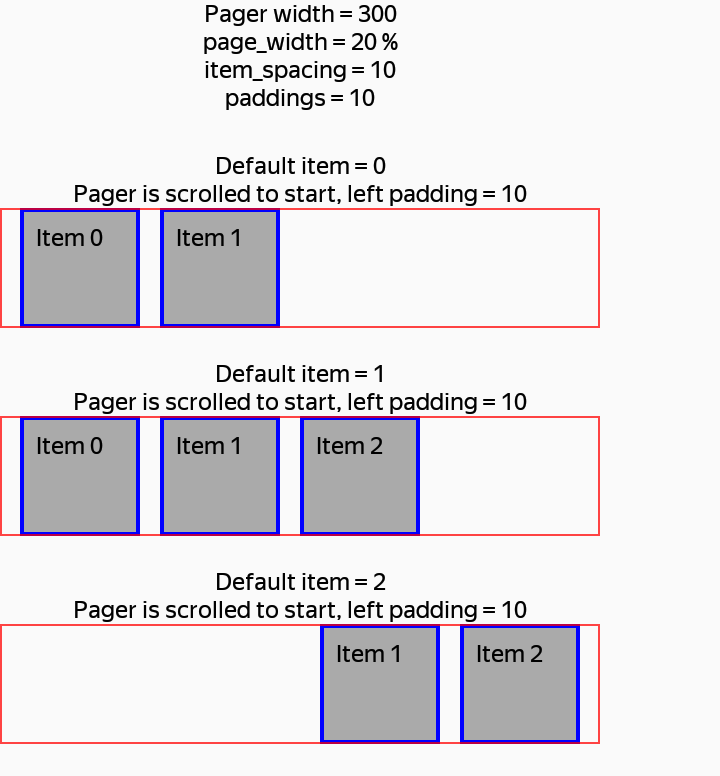 Pager width = 300
page_width = 20 %
item_spacing = 10
paddings = 10
Default item = 0
Pager is scrolled to start, left padding = 10
Item 0 Item 1
Default item = 1
Pager is scrolled to start, left padding = 10
Item 0 Item 1 Item 2
Default item = 2
Pager is scrolled to start, left padding = 10
Item 1 Item 2